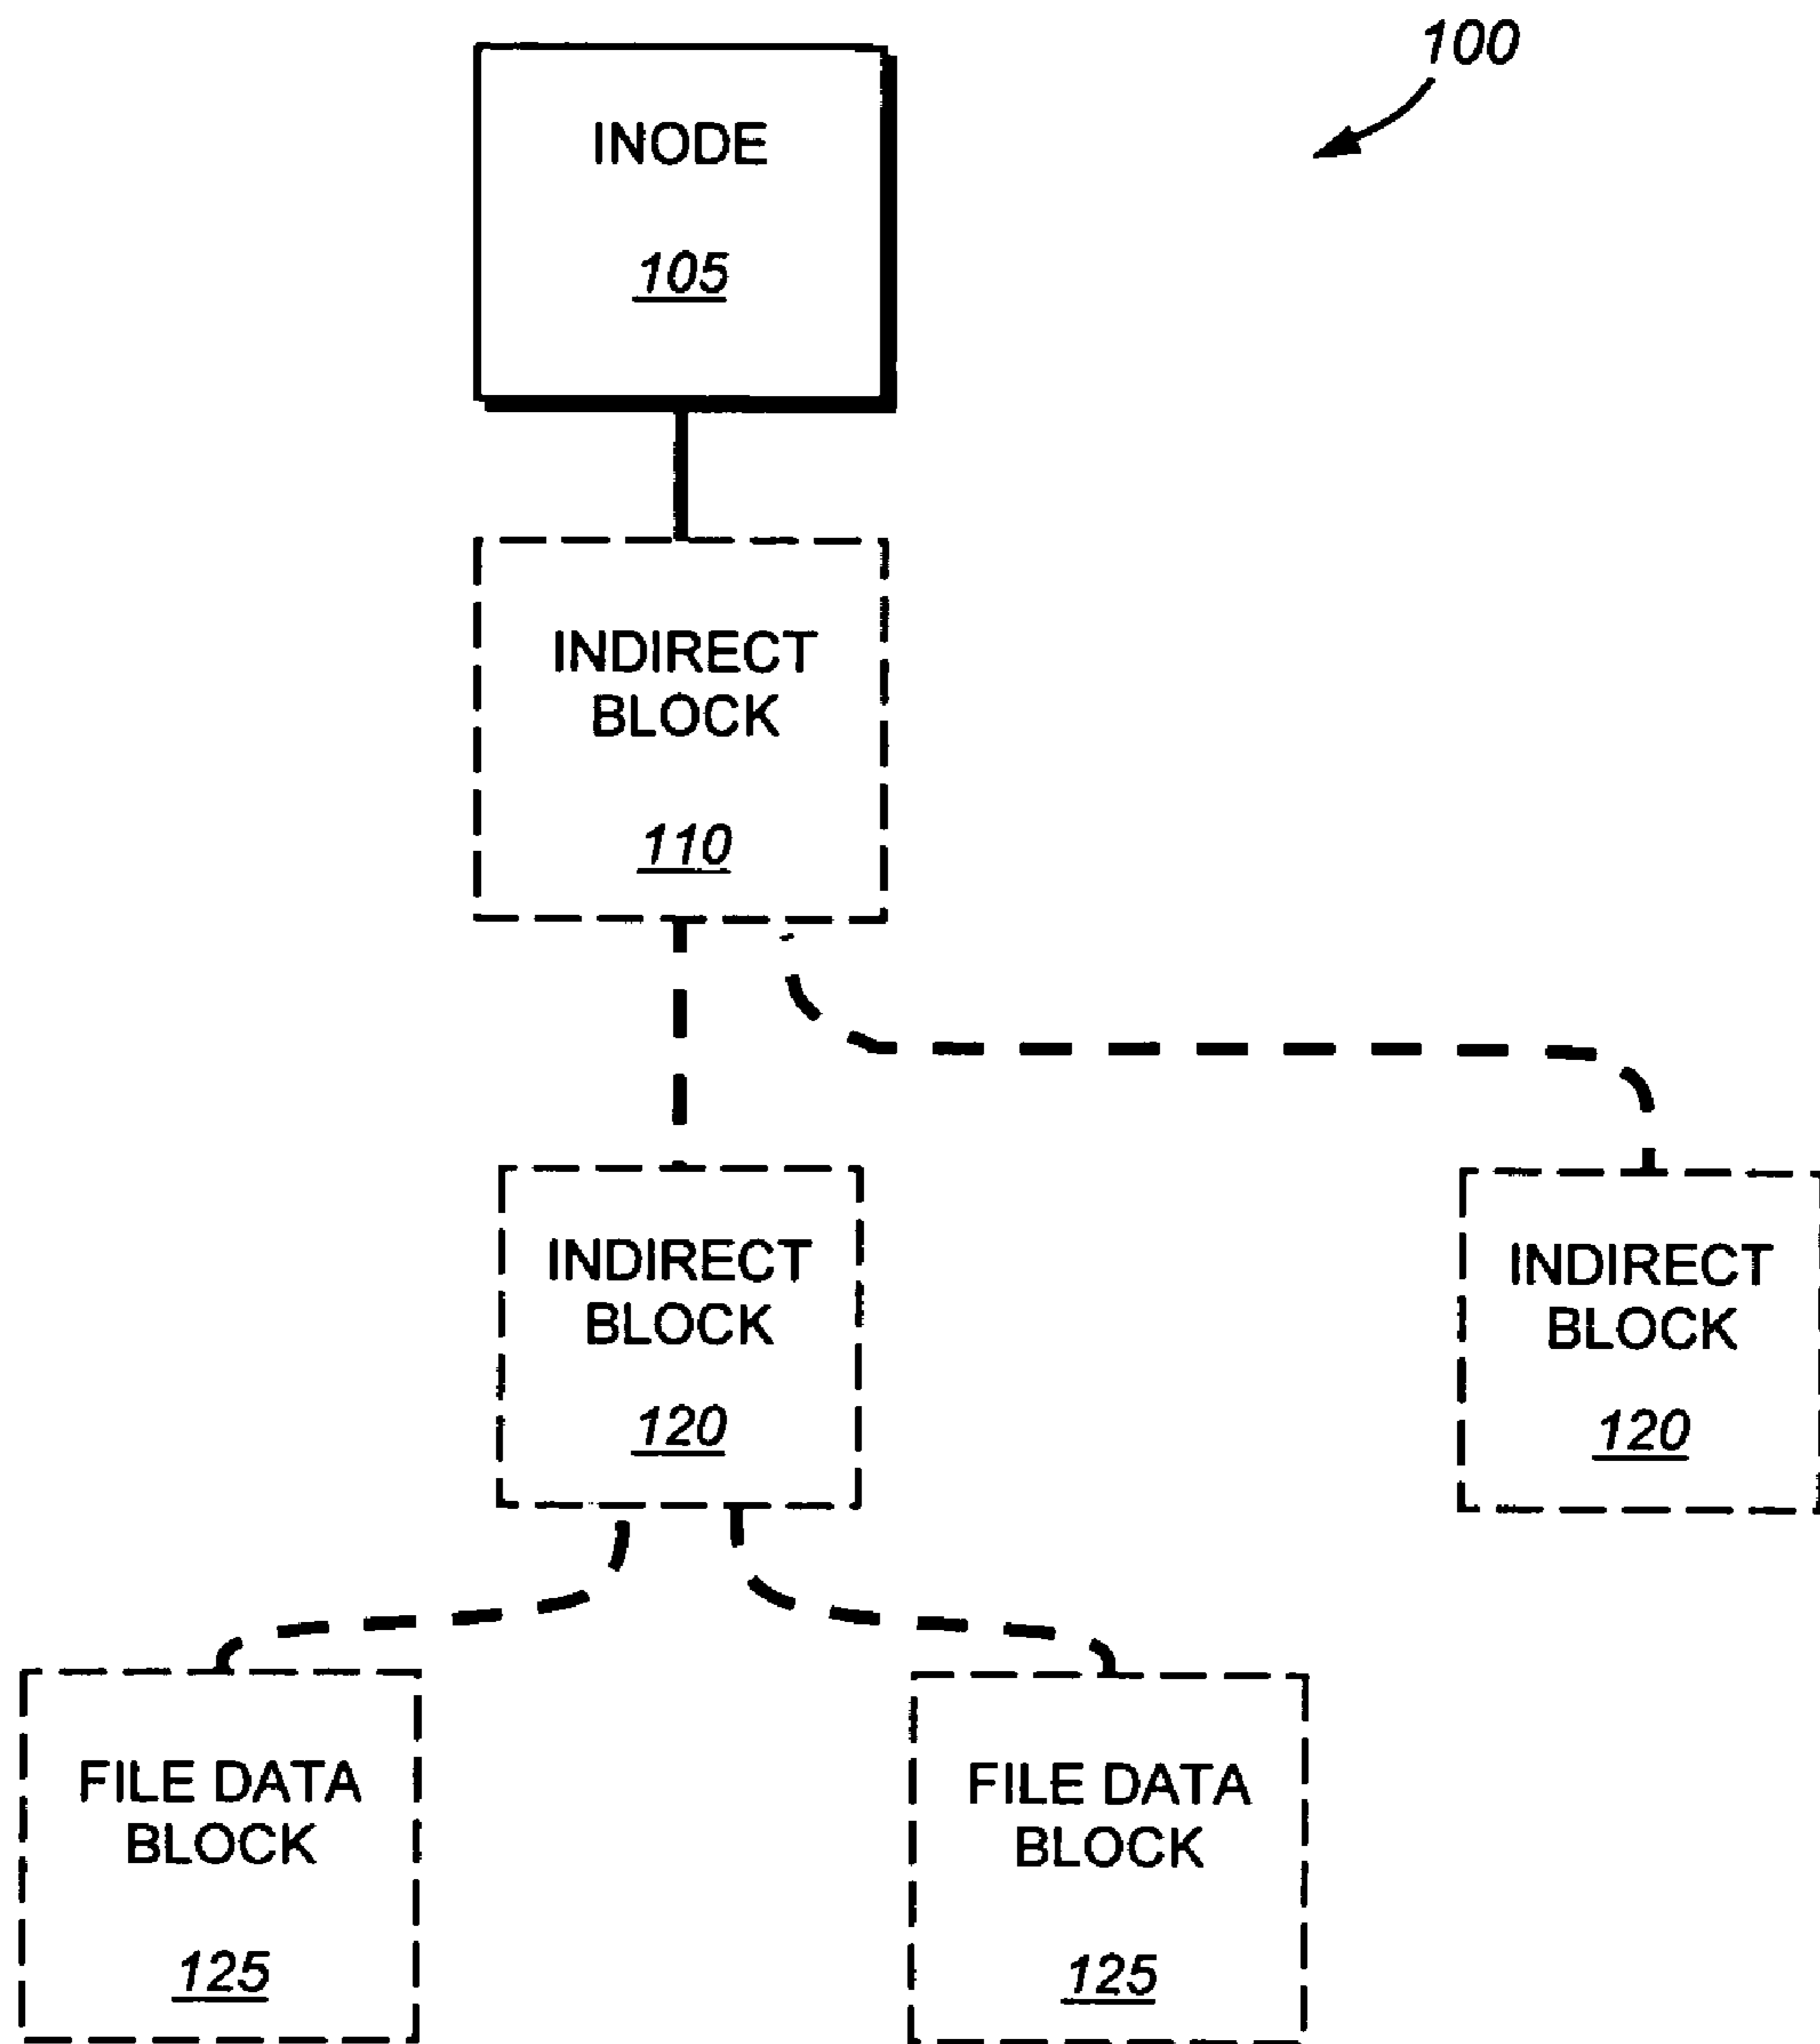 100
INODE
105
INDIRECT
BLOCK
110
INDIRECT
BLOCK
120
INDIRECT
BLOCK
120
FILE DATA
BLOCK
125
FILE DATA
BLOCK
125